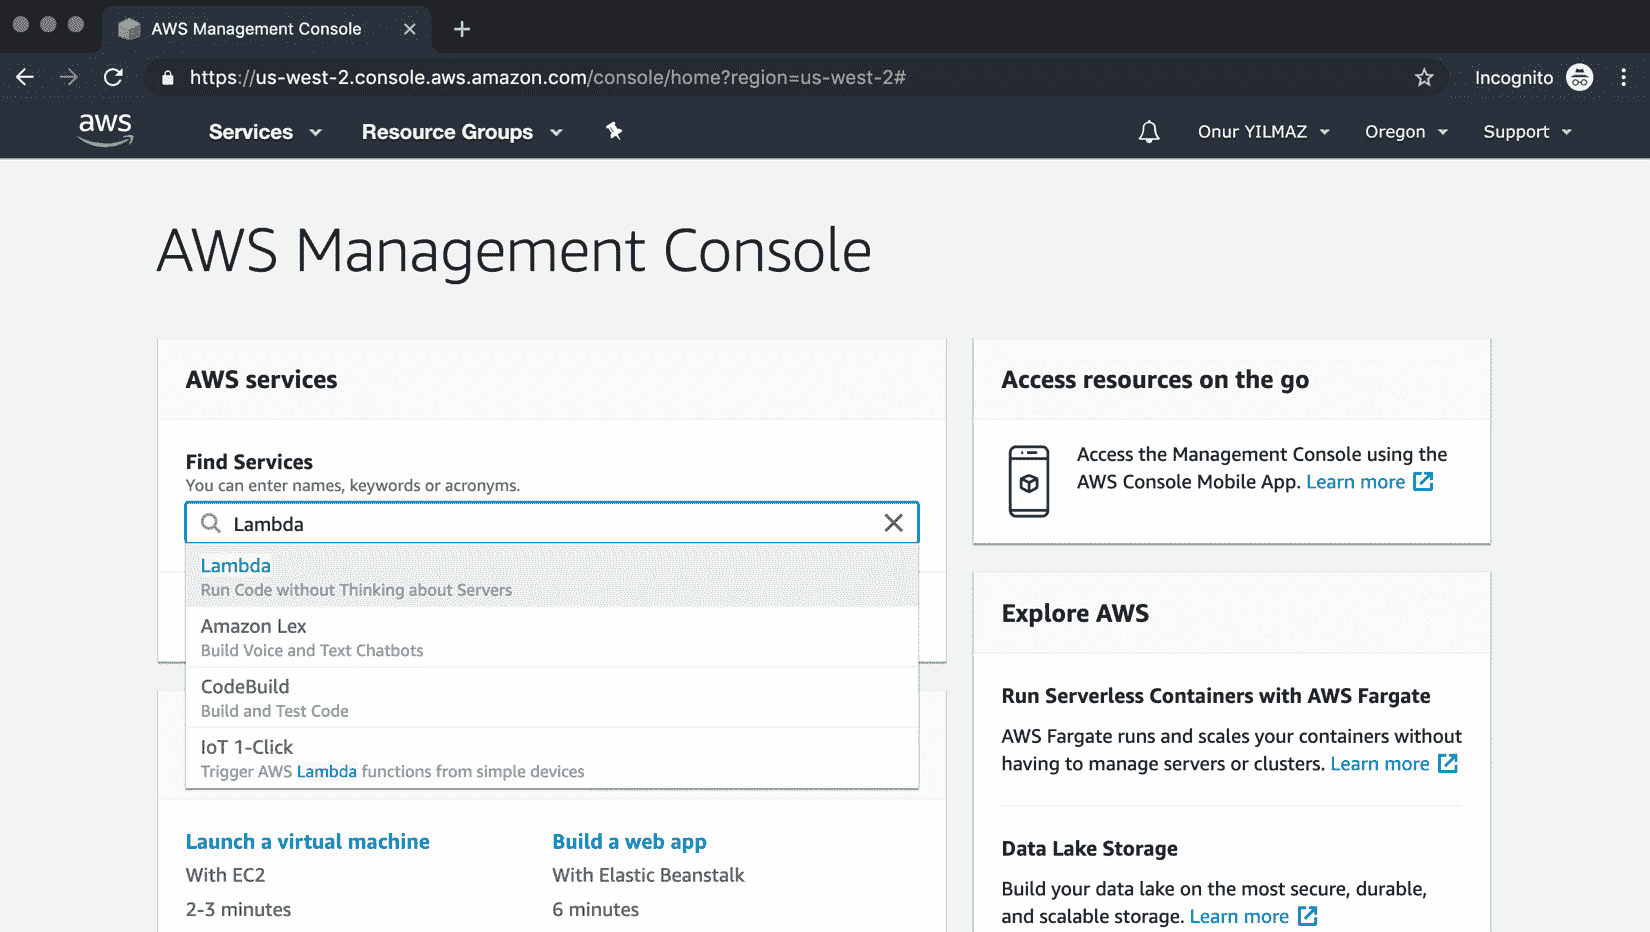 AWS Management Console
https://us-west-2.console.aws.amazon.com/console/home?region=us-west-2#
Incognito
aws
Services
Resource Groups
Onur YILMAZ
Oregon
Support
AWS Management Console
AWS services
Find Services
You can enter names, keywords or acronyms.
Lambda
Lambda
Run Code without Thinking about Servers
Amazon Lex
Build Voice and Text Chatbots
CodeBuild
Build and Test Code
IoT 1-Click
Trigger AWS Lambda functions from simple devices
Launch a virtual machine
With EC2
2-3 minutes
Build a web app
With Elastic Beanstalk
6 minutes
Access resources on the go
Access the Management Console using the
AWS Console Mobile App. Learn more
Explore AWS
Run Serverless Containers with AWS Fargate
AWS Fargate runs and scales your containers without
having to manage servers or clusters. Learn more
Data Lake Storage
Build your data lake on the most secure, durable,
and scalable storage. Learn more